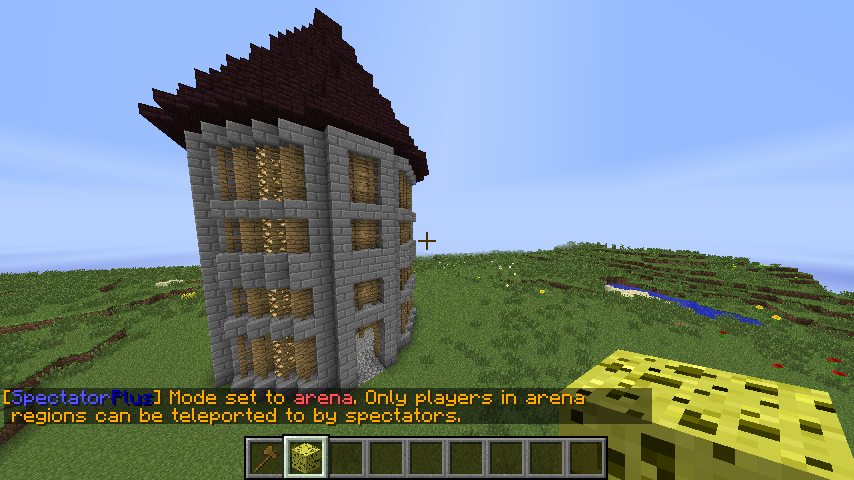 [SpectatorPlus] Mode set to arena. Only players in arena
regions can be teleported to by spectators.